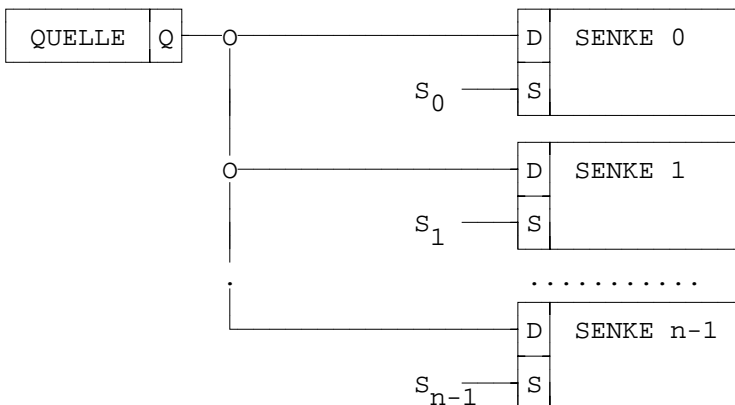 QUELLE Q O D SENKE 0
S0 S
O D SENKE 1
S1 S
. ...........
D SENKE n-1
Sn-1 S